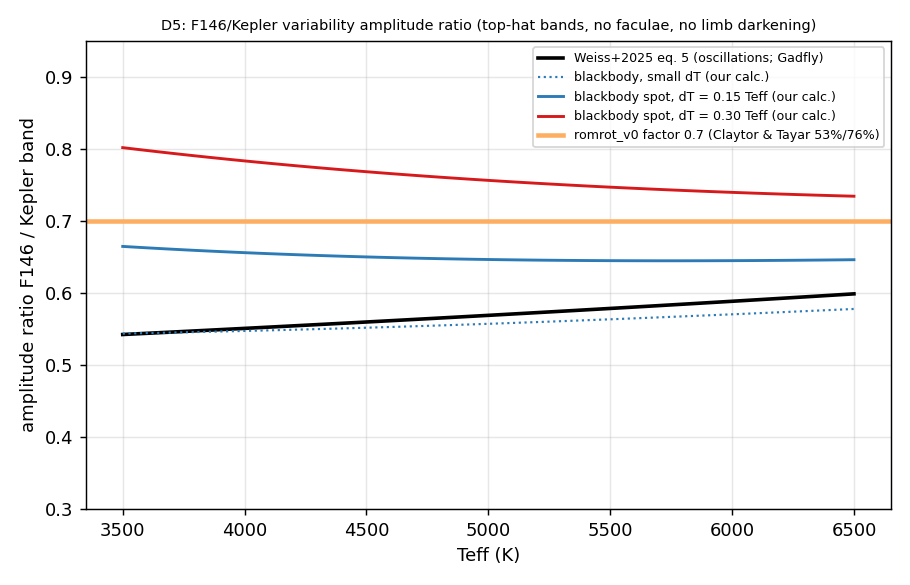 D5: F146/Kepler variability amplitude ratio (top-hat bands, no faculae, no limb darkening)
Weiss+2025 eq. 5 (oscillations; Gadfly)
blackbody, small dT (our calc.)
blackbody spot, dT = 0.15 Teff (our calc.)
blackbody spot, dT = 0.30 Teff (our calc.)
romrot_v0 factor 0.7 (Claytor & Tayar 53%/76%)
amplitude ratio F146 / Kepler band
0.9
0.8
0.7
0.6
0.5
0.4
0.3
3500 4000 4500 5000 5500 6000 6500
Teff (K)